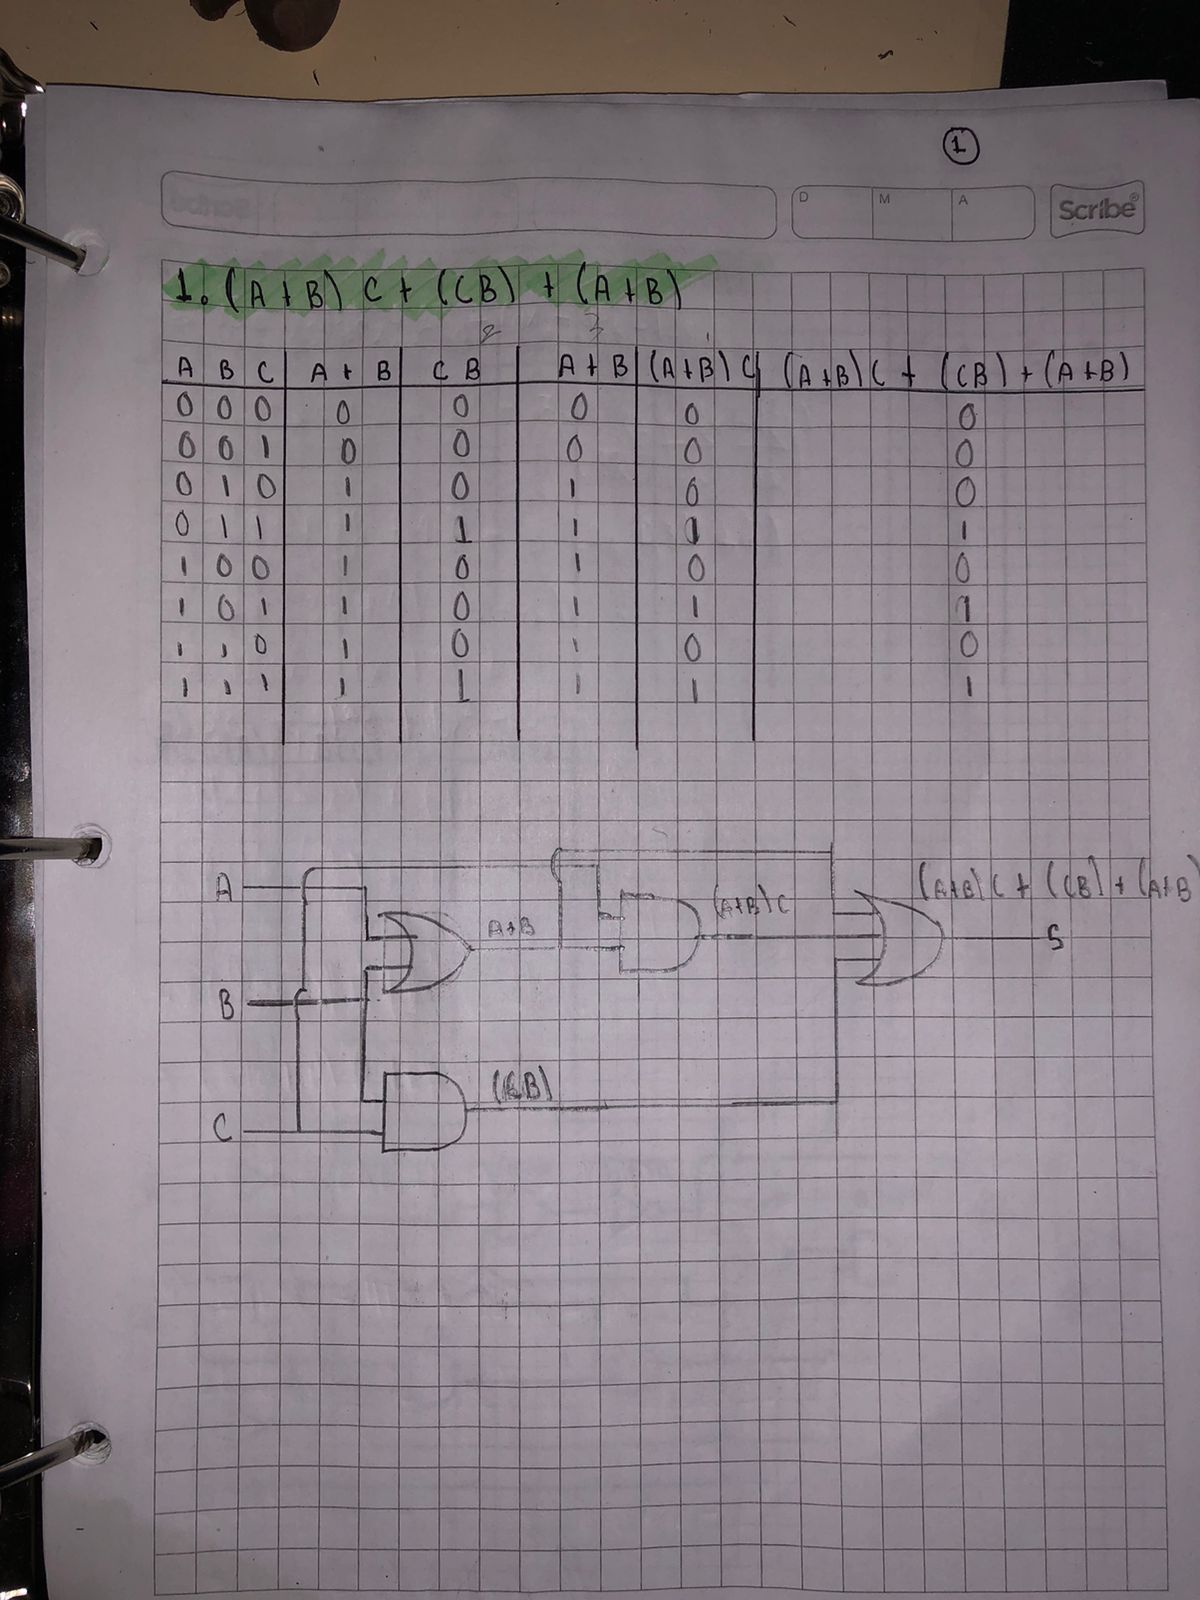 1
D M A Scribe®
1. (A+B) C + (CB) + (A+B)
2 3
A B C A + B C B A + B (A+B) C (A+B) C + (CB) + (A+B)
0 0 0 0 0 0 0 0
0 0 1 0 0 0 0 0
0 1 0 1 0 1 0 0
0 1 1 1 1 1 1 1
1 0 0 1 0 1 0 0
1 0 1 1 0 1 1 1
1 1 0 1 0 1 0 0
1 1 1 1 1 1 1 1
A
A+B
(A+B) C
(A+B) C + (CB) + (A+B)
S
B
(CB)
C